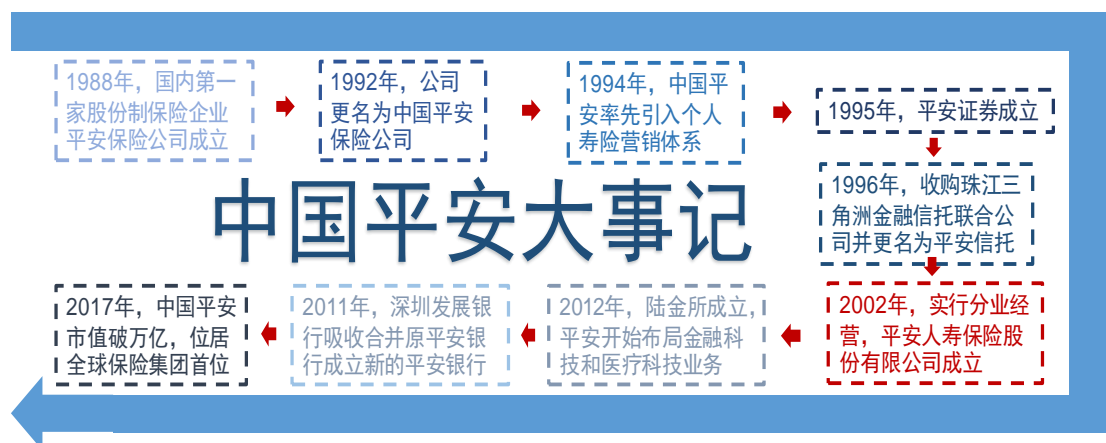 1988年，国内第一
家股份制保险企业
平安保险公司成立
1992年，公司
更名为中国平安
保险公司
1994年，中国平
安率先引入个人
寿险营销体系
1995年，平安证券成立
1996年，收购珠江三
角洲金融信托联合公
司并更名为平安信托
中国平安大事记
2002年，实行分业经
营，平安人寿保险股
份有限公司成立
2012年，陆金所成立，
平安开始布局金融科
技和医疗科技业务
2011年，深圳发展银
行吸收合并原平安银
行成立新的平安银行
2017年，中国平安
市值破万亿，位居
全球保险集团首位